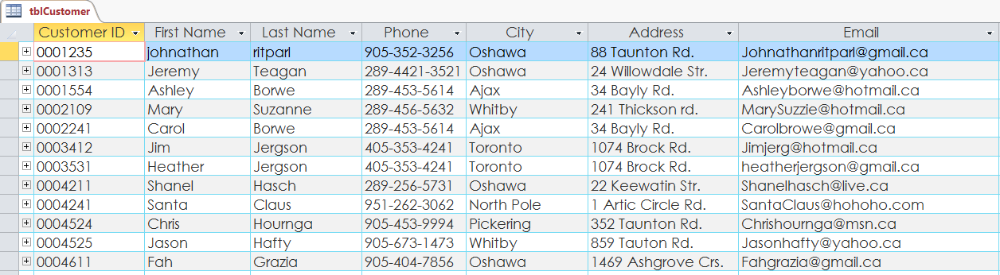 tblCustomer
Customer ID First Name Last Name Phone City Address Email
0001235 johnathan ritparl 905-352-3256 Oshawa 88 Taunton Rd. Johnathanritparl@gmail.ca
0001313 Jeremy Teagan 289-4421-3521 Oshawa 24 Willowdale Str. Jeremyteagan@yahoo.ca
0001554 Ashley Borwe 289-453-5614 Ajax 34 Bayly Rd. Ashleyborwe@hotmail.ca
0002109 Mary Suzanne 289-456-5632 Whitby 241 Thickson rd. MarySuzzie@hotmail.ca
0002241 Carol Borwe 289-453-5614 Ajax 34 Bayly Rd. Carolbrowe@gmail.ca
0003412 Jim Jergson 405-353-4241 Toronto 1074 Brock Rd. Jimjerg@hotmail.ca
0003531 Heather Jergson 405-353-4241 Toronto 1074 Brock Rd. heatherjergson@gmail.ca
0004211 Shanel Hasch 289-256-5731 Oshawa 22 Keewatin Str. Shanelhasch@live.ca
0004241 Santa Claus 951-262-3062 North Pole 1 Artic Circle Rd. SantaClaus@hohoho.com
0004524 Chris Hournga 905-453-9994 Pickering 352 Taunton Rd. Chrishournga@msn.ca
0004525 Jason Hafty 905-673-1473 Whitby 859 Tauton Rd. Jasonhafty@yahoo.ca
0004611 Fah Grazia 905-404-7856 Oshawa 1469 Ashgrove Crs. Fahgrazia@gmail.ca